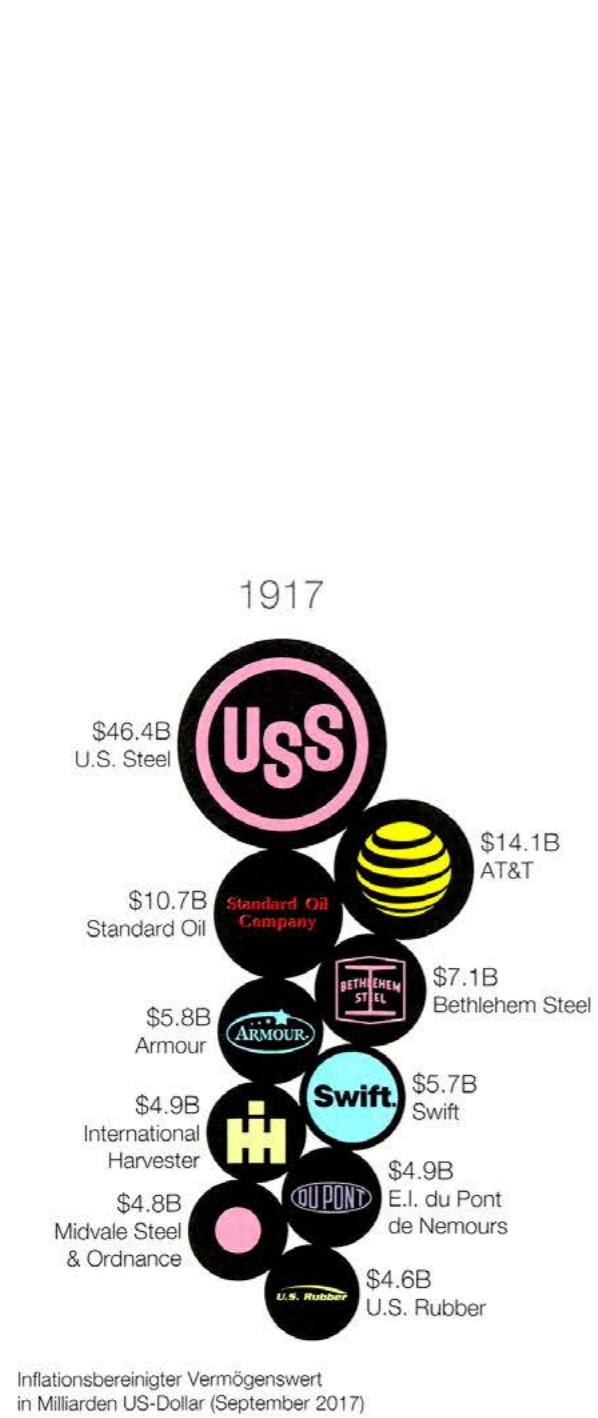 1917
USS
$46.4B
U.S. Steel
$14.1B
AT&T
$10.7B
Standard Oil
Standard Oil
Company
$7.1B
Bethlehem Steel
BETHLEHEM
STEEL
$5.8B
Armour
ARMOUR
$5.7B
Swift
Swift.
$4.9B
International
Harvester
IH
$4.9B
E.I. du Pont
de Nemours
DU PONT
$4.8B
Midvale Steel
& Ordnance
$4.6B
U.S. Rubber
U.S. Rubber
Inflationsbereinigter Vermögenswert
in Milliarden US-Dollar (September 2017)